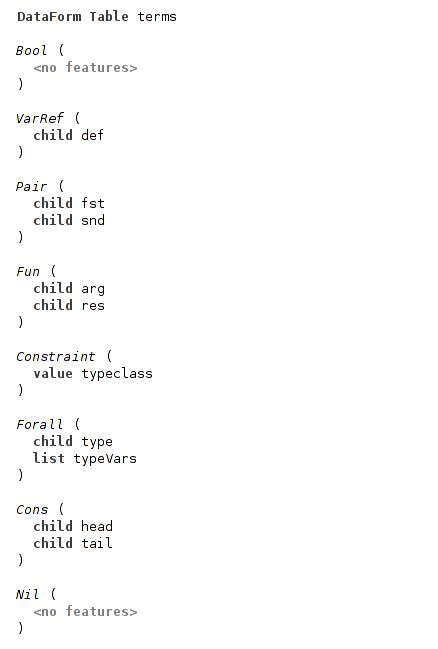 DataForm Table terms
Bool (
<no features>
)
VarRef (
child def
)
Pair (
child fst
child snd
)
Fun (
child arg
child res
)
Constraint (
value typeclass
)
Forall (
child type
list typeVars
)
Cons (
child head
child tail
)
Nil (
<no features>
)